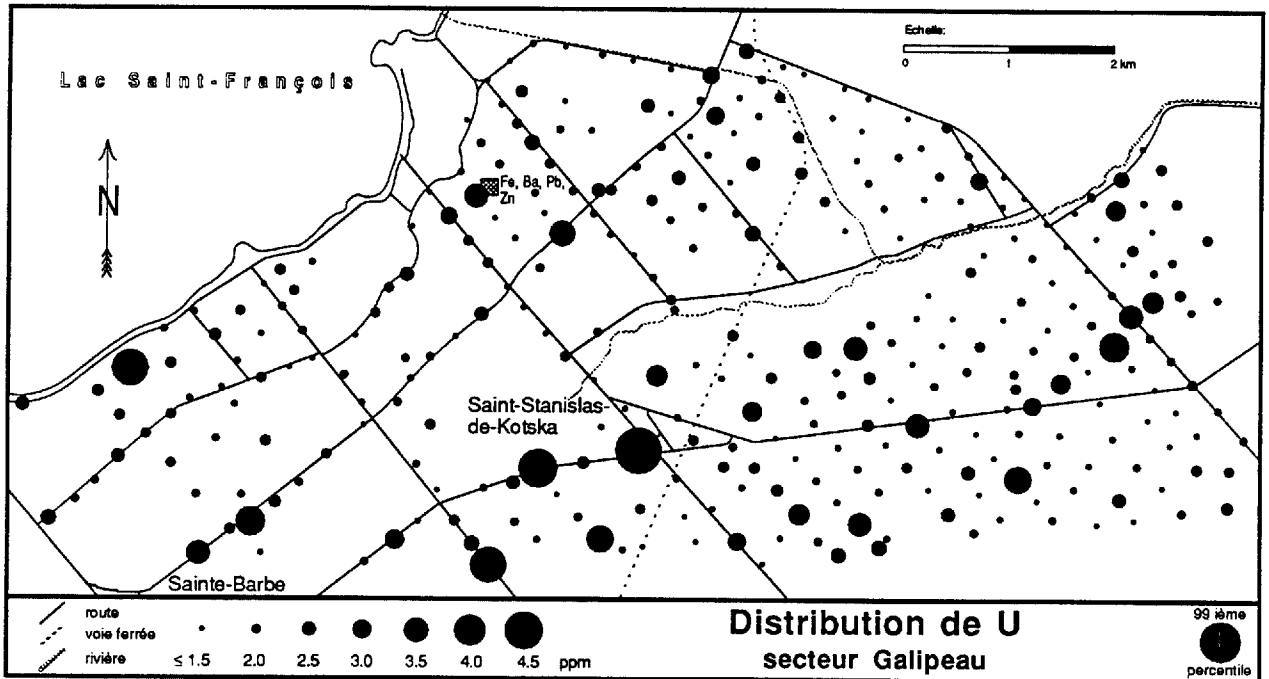 Echelle:
0 1 2 km
Lac Saint-François
N
Fe, Ba, Pb,
Zn
Saint-Stanislas-
de-Kotska
Sainte-Barbe
route
voie ferrée
rivière
≤ 1.5 2.0 2.5 3.0 3.5 4.0 4.5 ppm
Distribution de U
secteur Galipeau
99 ième
percentile